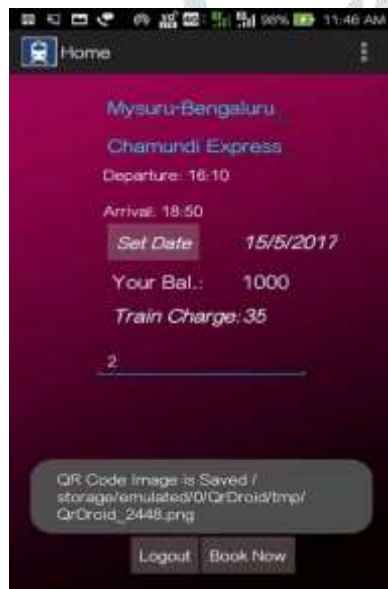 98% 11:46 AM
Home
Mysuru-Bengaluru
Chamundi Express
Departure: 16:10
Arrival: 18:50
Set Date 15/5/2017
Your Bal.: 1000
Train Charge: 35
2
QR Code Image is Saved /
storage/emulated/0/QrDroid/tmp/
QrDroid_2448.png
Logout Book Now